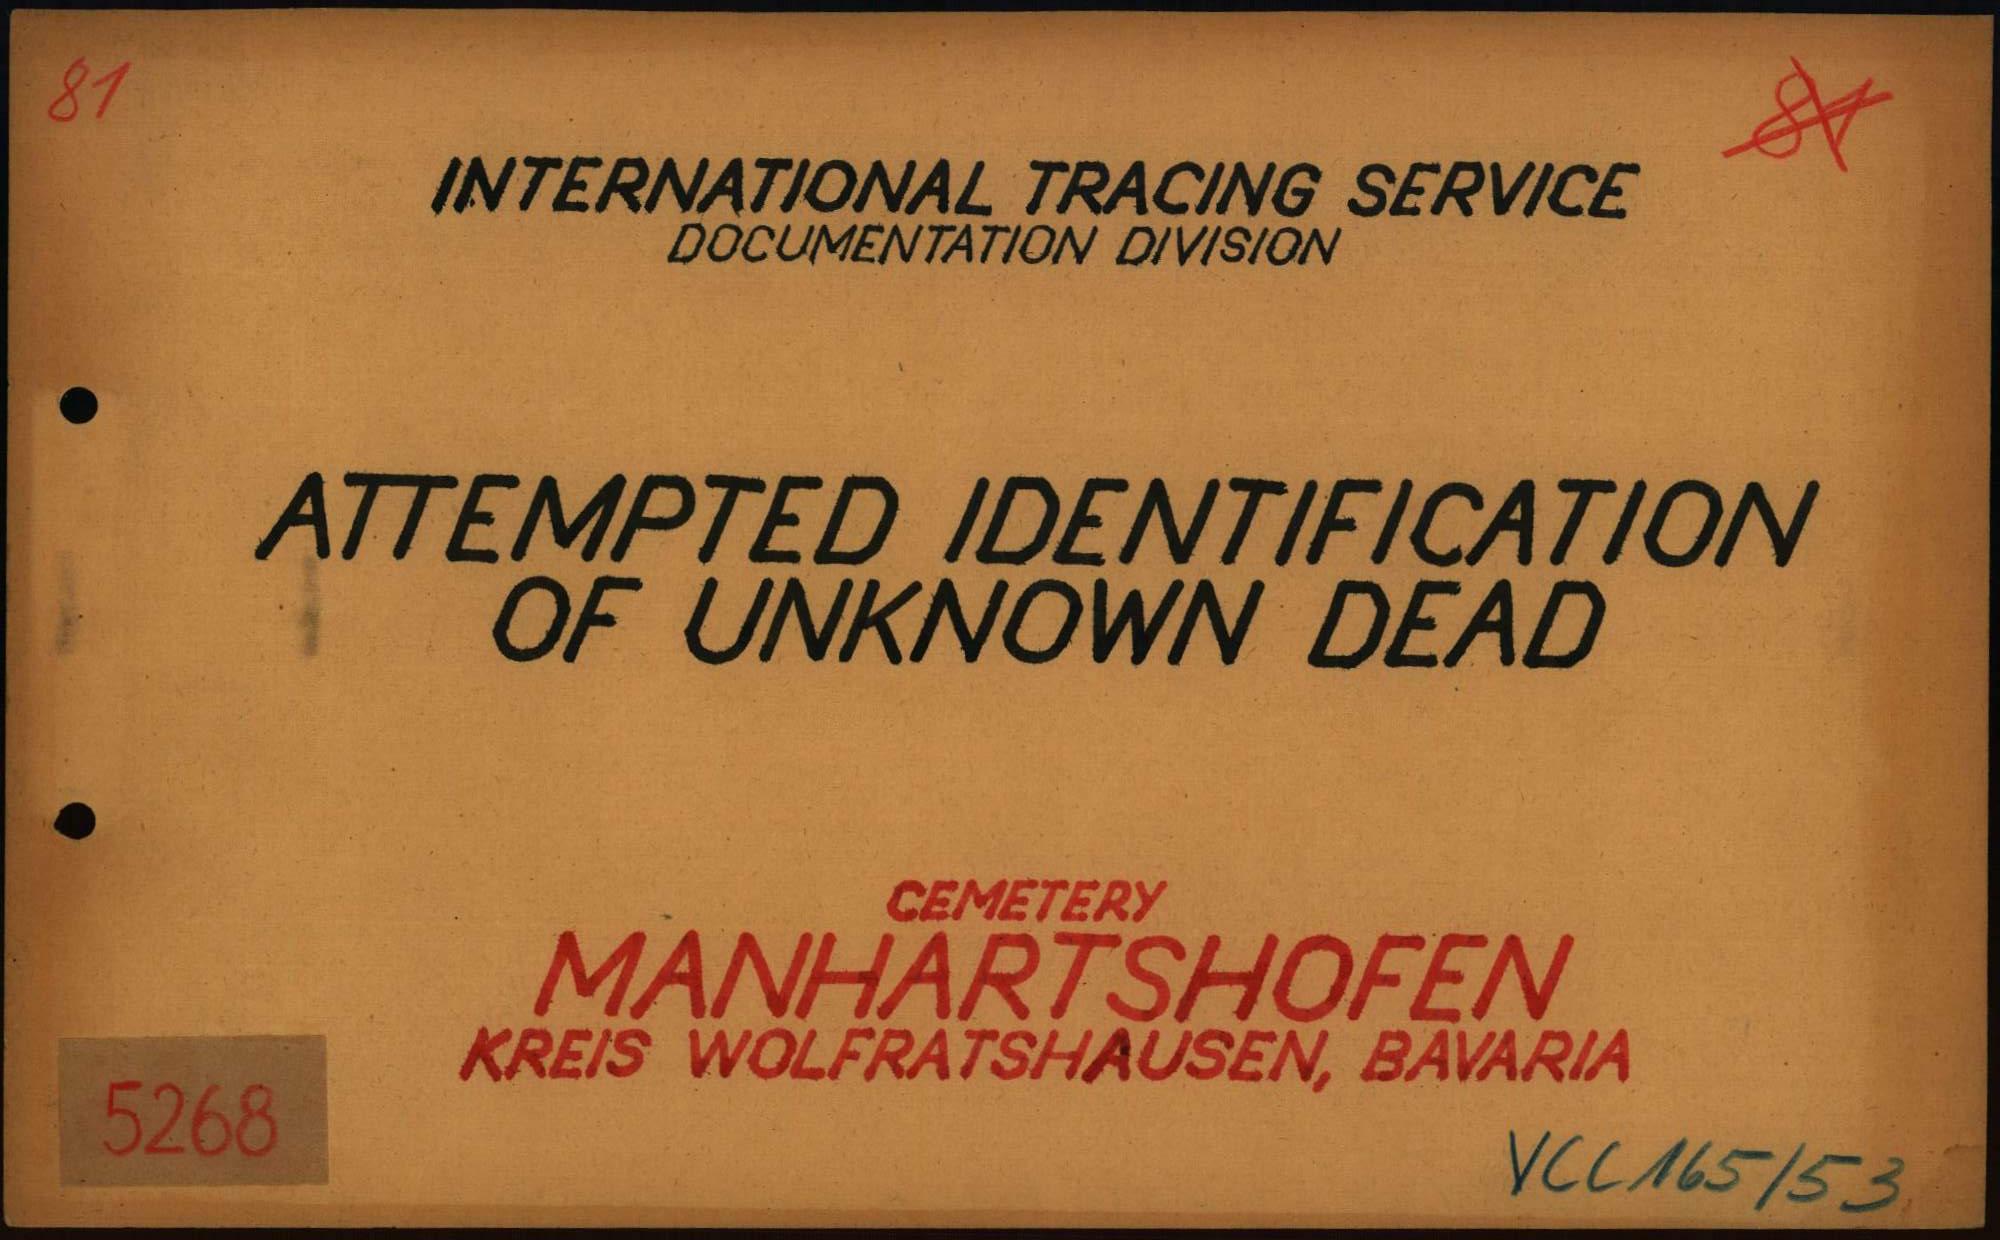 81
81
INTERNATIONAL TRACING SERVICE
DOCUMENTATION DIVISION
ATTEMPTED IDENTIFICATION
OF UNKNOWN DEAD
CEMETERY
MANHARTSHOFEN
KREIS WOLFRATSHAUSEN, BAVARIA
5268
VCC 165/53